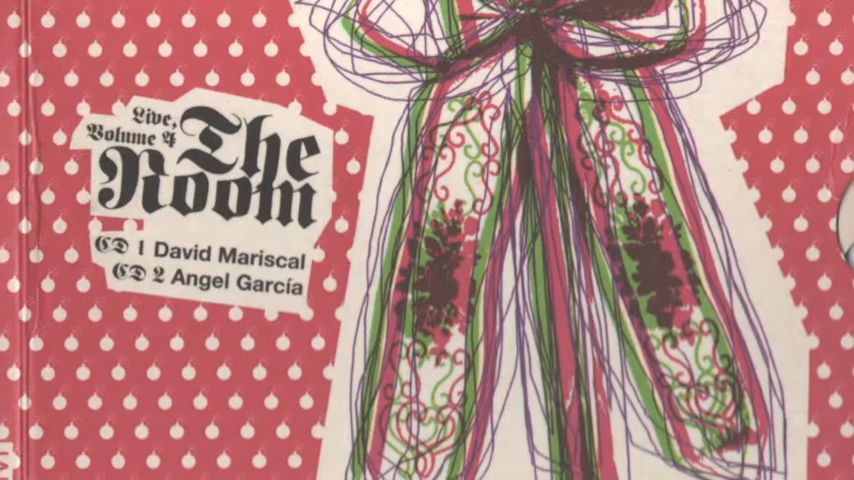 Live,
Volume 4
The
Room
CD 1 David Mariscal
CD 2 Angel García